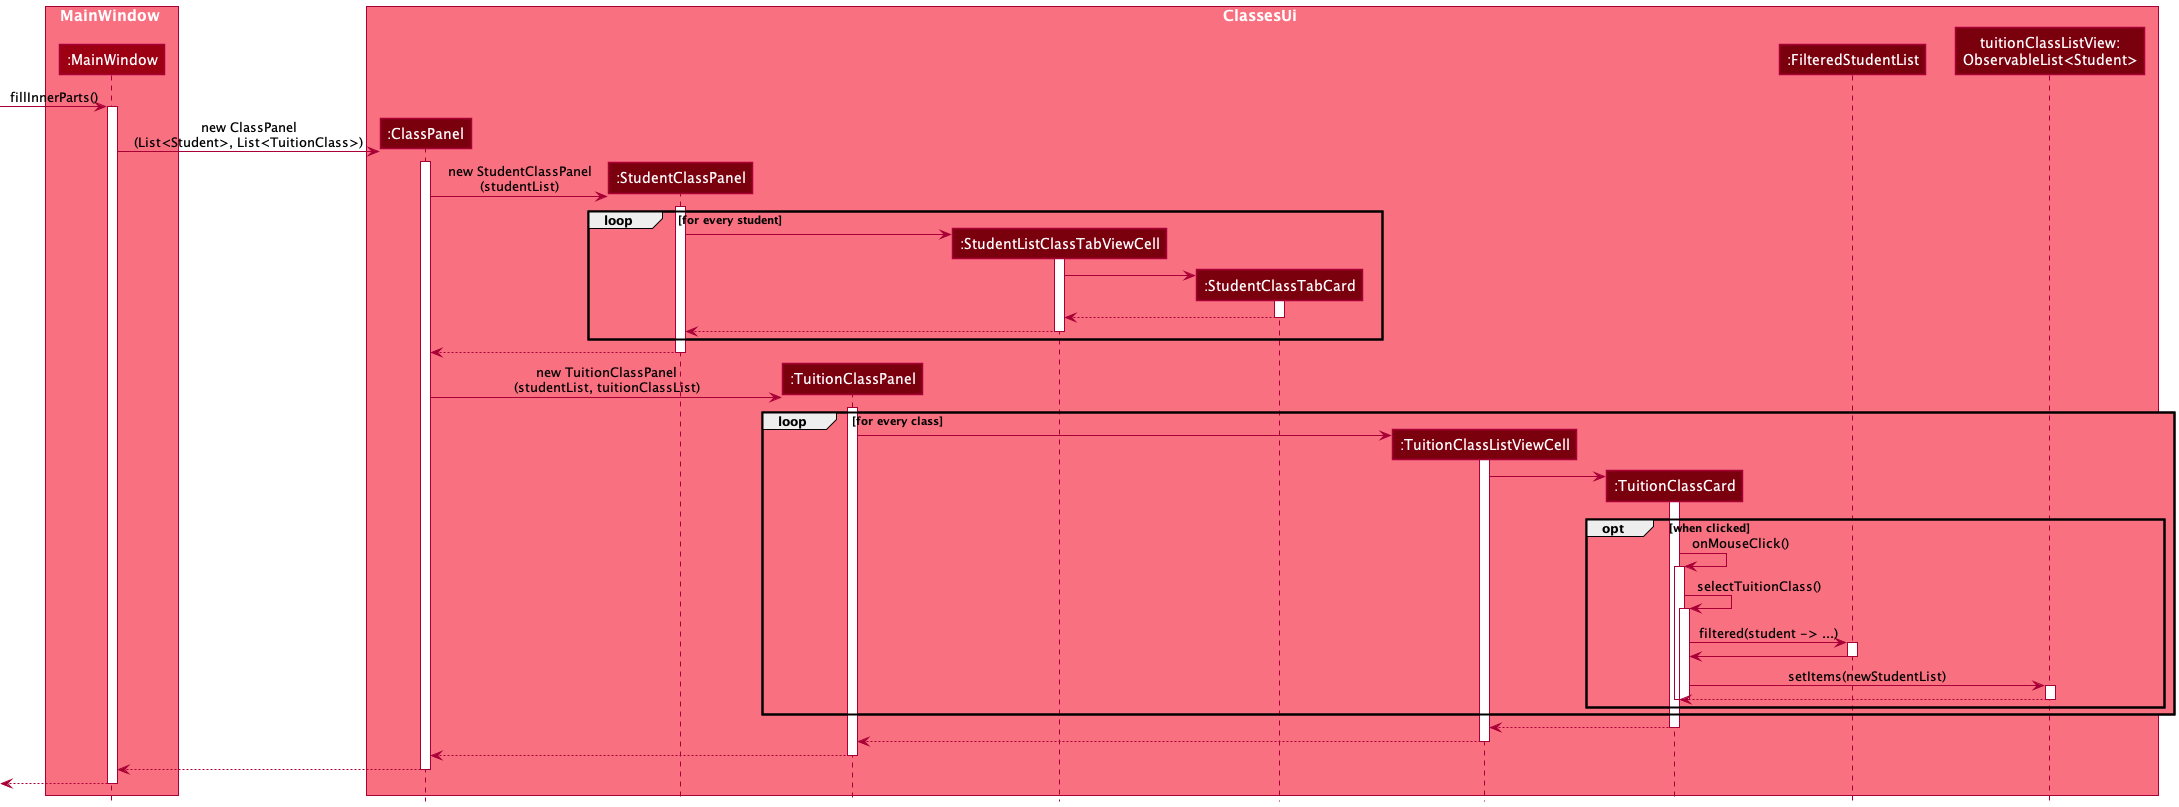 MainWindow
ClassesUi
tuitionClassListView:
:MainWindow
:FilteredStudentList
ObservableList<Student>
fillInnerParts()
new ClassPanel
(List<Student>, List<TuitionClass>)
:ClassPanel
new StudentClassPanel
(studentList)
:StudentClassPanel
loop
[for every student]
:StudentListClassTabViewCell
:StudentClassTabCard
new TuitionClassPanel
(studentList, tuitionClassList)
:TuitionClassPanel
loop
[for every class]
:TuitionClassListViewCell
:TuitionClassCard
opt
[when clicked]
onMouseClick()
selectTuitionClass()
filtered(student -> ...)
setItems(newStudentList)